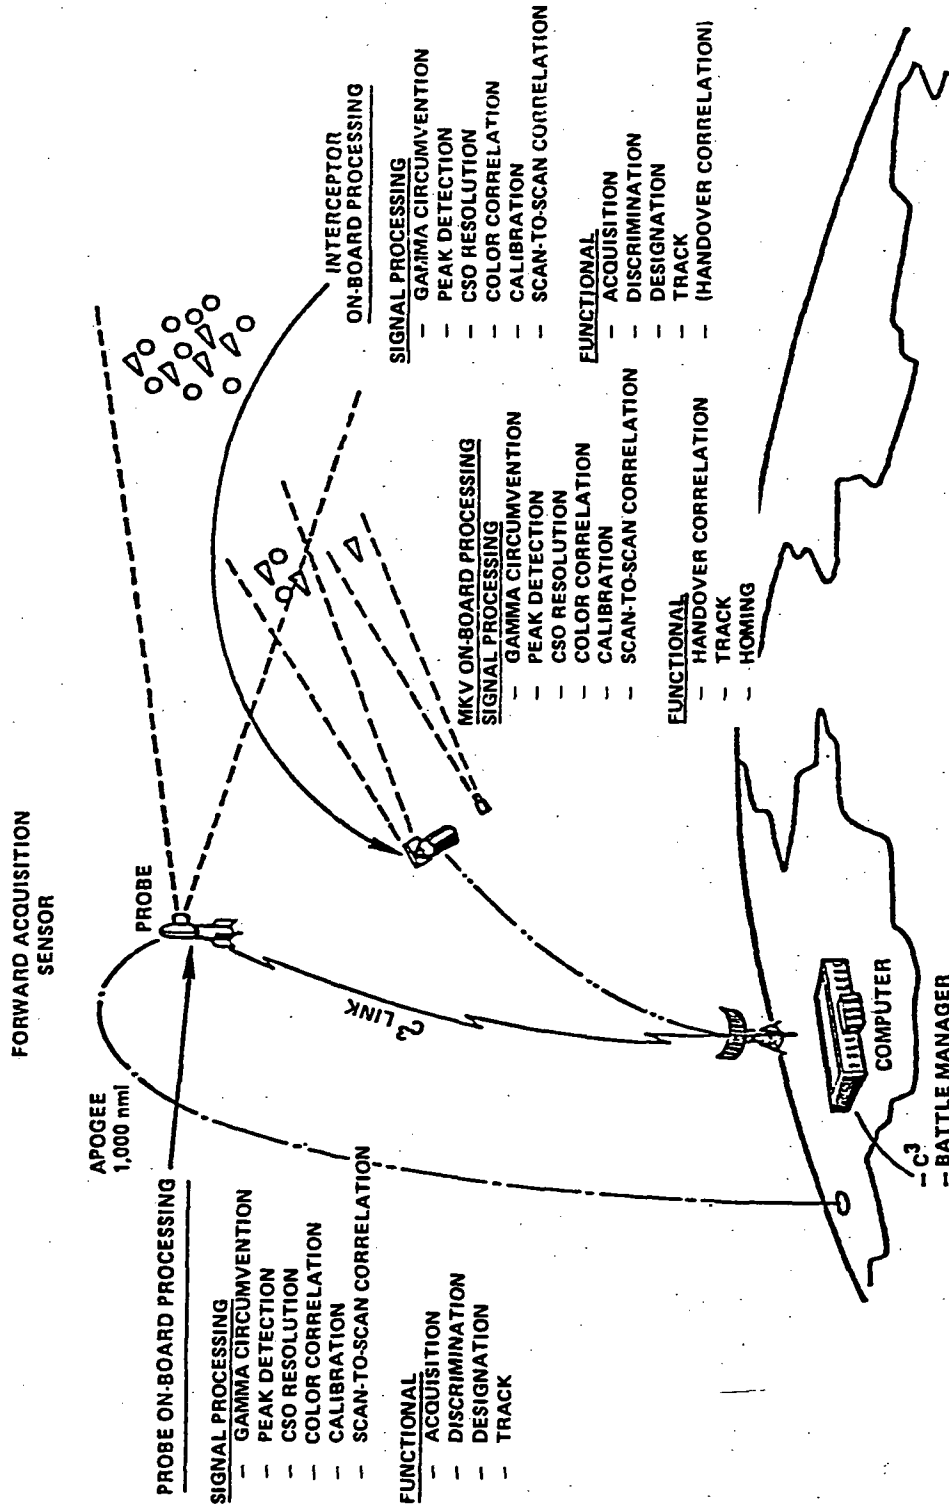 FORWARD ACQUISITION
SENSOR
APOGEE
1,000 nmi
PROBE
PROBE ON-BOARD PROCESSING
SIGNAL PROCESSING
– GAMMA CIRCUMVENTION
– PEAK DETECTION
– CSO RESOLUTION
– COLOR CORRELATION
– CALIBRATION
– SCAN-TO-SCAN CORRELATION
FUNCTIONAL
– ACQUISITION
– DISCRIMINATION
– DESIGNATION
– TRACK
C³ LINK
INTERCEPTOR
ON-BOARD PROCESSING
SIGNAL PROCESSING
– GAMMA CIRCUMVENTION
– PEAK DETECTION
– CSO RESOLUTION
– COLOR CORRELATION
– CALIBRATION
– SCAN-TO-SCAN CORRELATION
FUNCTIONAL
– ACQUISITION
– DISCRIMINATION
– DESIGNATION
– TRACK
– (HANDOVER CORRELATION)
MKV ON-BOARD PROCESSING
SIGNAL PROCESSING
– GAMMA CIRCUMVENTION
– PEAK DETECTION
– CSO RESOLUTION
– COLOR CORRELATION
– CALIBRATION
– SCAN-TO-SCAN CORRELATION
FUNCTIONAL
– HANDOVER CORRELATION
– TRACK
– HOMING
COMPUTER
– C³
– BATTLE MANAGER